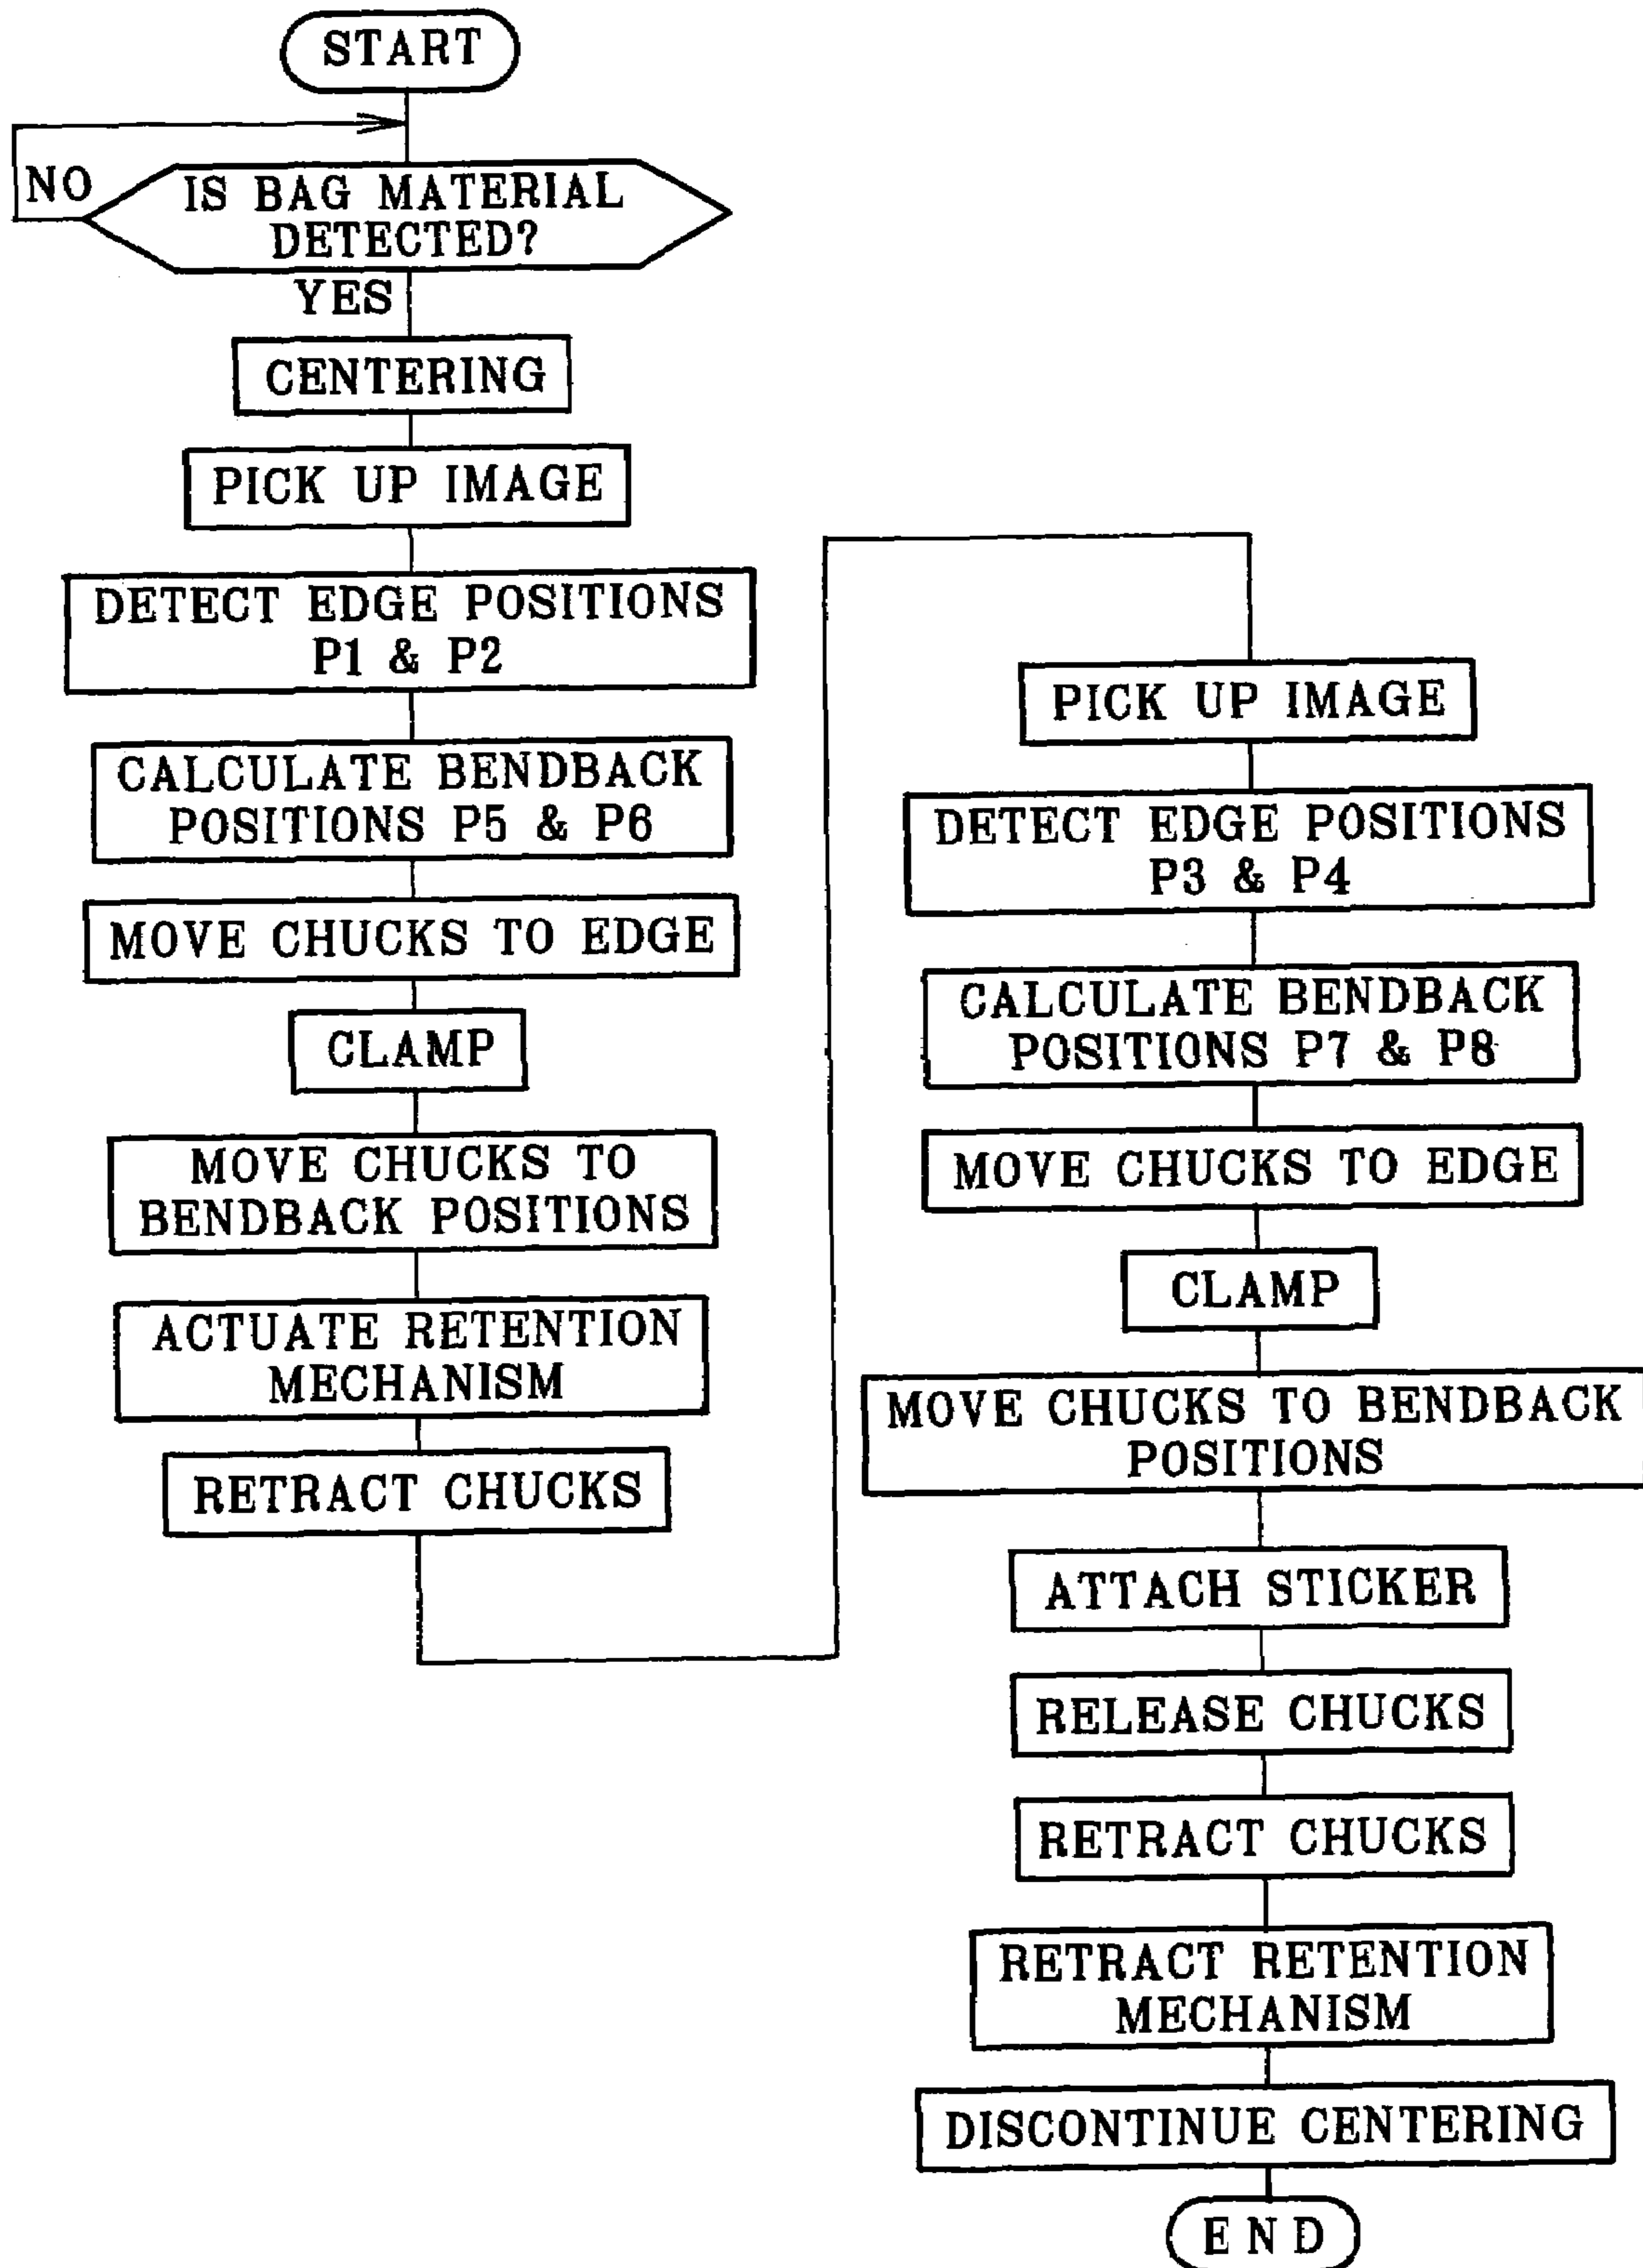 START
NO
IS BAG MATERIAL
DETECTED?
YES
CENTERING
PICK UP IMAGE
DETECT EDGE POSITIONS
P1 & P2
CALCULATE BENDBACK
POSITIONS P5 & P6
MOVE CHUCKS TO EDGE
CLAMP
MOVE CHUCKS TO
BENDBACK POSITIONS
ACTUATE RETENTION
MECHANISM
RETRACT CHUCKS
PICK UP IMAGE
DETECT EDGE POSITIONS
P3 & P4
CALCULATE BENDBACK
POSITIONS P7 & P8
MOVE CHUCKS TO EDGE
CLAMP
MOVE CHUCKS TO BENDBACK
POSITIONS
ATTACH STICKER
RELEASE CHUCKS
RETRACT CHUCKS
RETRACT RETENTION
MECHANISM
DISCONTINUE CENTERING
END